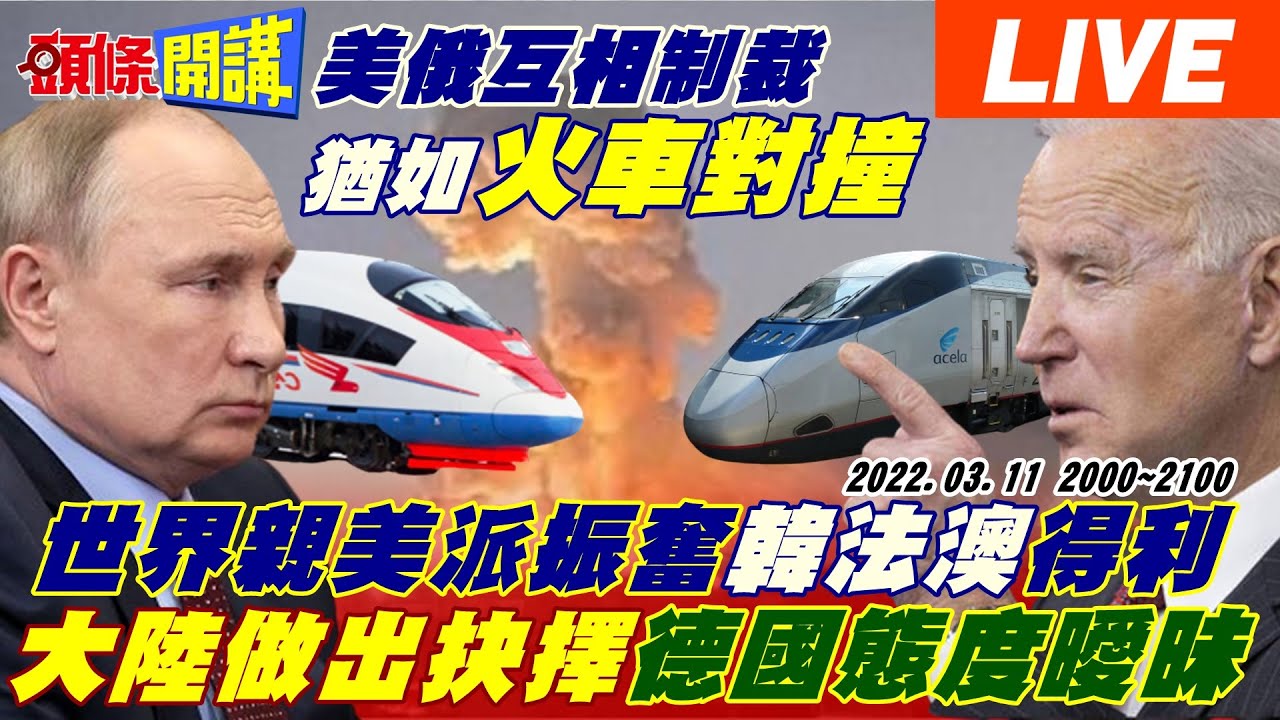 頭條開講
美俄互相制裁
LIVE
猶如火車對撞
acela
2022.03.11 2000~2100
世界親美派振奮韓法澳得利
大陸做出抉擇德國態度曖昧